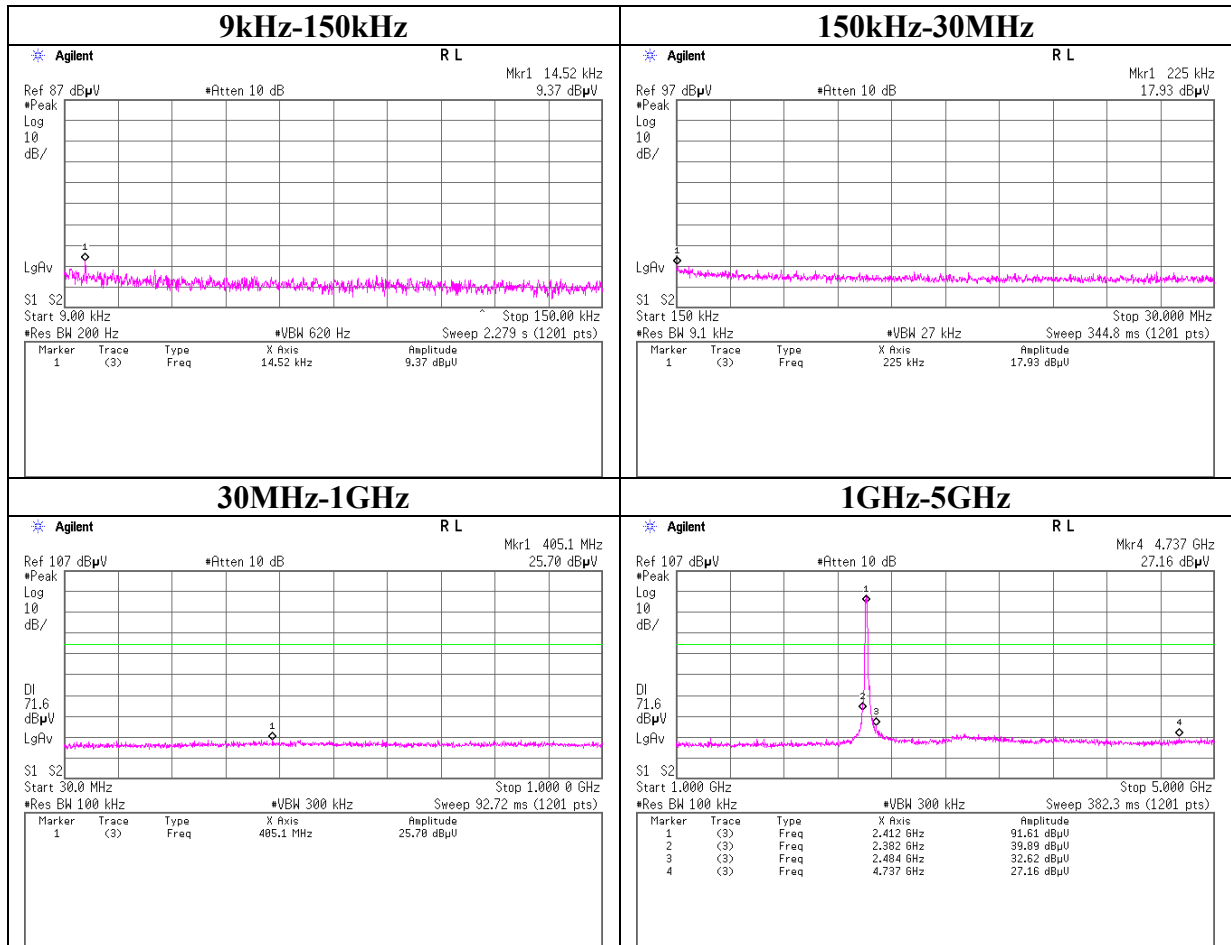 9kHz-150kHz
Agilent R L
Mkr1 14.52 kHz
Ref 87 dBµV #Atten 10 dB 9.37 dBµV
#Peak
Log
10
dB/
1
LgAv
S1 S2
Start 9.00 kHz ^ Stop 150.00 kHz
#Res BW 200 Hz #VBW 620 Hz Sweep 2.279 s (1201 pts)
Marker Trace Type X Axis Amplitude
1 (3) Freq 14.52 kHz 9.37 dBµV
150kHz-30MHz
Agilent R L
Mkr1 225 kHz
Ref 97 dBµV #Atten 10 dB 17.93 dBµV
#Peak
Log
10
dB/
1
LgAv
S1 S2
Start 150 kHz Stop 30.000 MHz
#Res BW 9.1 kHz #VBW 27 kHz Sweep 344.8 ms (1201 pts)
Marker Trace Type X Axis Amplitude
1 (3) Freq 225 kHz 17.93 dBµV
30MHz-1GHz
Agilent R L
Mkr1 405.1 MHz
Ref 107 dBµV #Atten 10 dB 25.70 dBµV
#Peak
Log
10
dB/
DI
71.6
dBµV
1
LgAv
S1 S2
Start 30.0 MHz Stop 1.000 0 GHz
#Res BW 100 kHz #VBW 300 kHz Sweep 92.72 ms (1201 pts)
Marker Trace Type X Axis Amplitude
1 (3) Freq 405.1 MHz 25.70 dBµV
1GHz-5GHz
Agilent R L
Mkr4 4.737 GHz
Ref 107 dBµV #Atten 10 dB 27.16 dBµV
#Peak
1
Log
10
dB/
DI
71.6
2
dBµV 3
4
LgAv
S1 S2
Start 1.000 GHz Stop 5.000 GHz
#Res BW 100 kHz #VBW 300 kHz Sweep 382.3 ms (1201 pts)
Marker Trace Type X Axis Amplitude
1 (3) Freq 2.412 GHz 91.61 dBµV
2 (3) Freq 2.382 GHz 39.89 dBµV
3 (3) Freq 2.484 GHz 32.62 dBµV
4 (3) Freq 4.737 GHz 27.16 dBµV